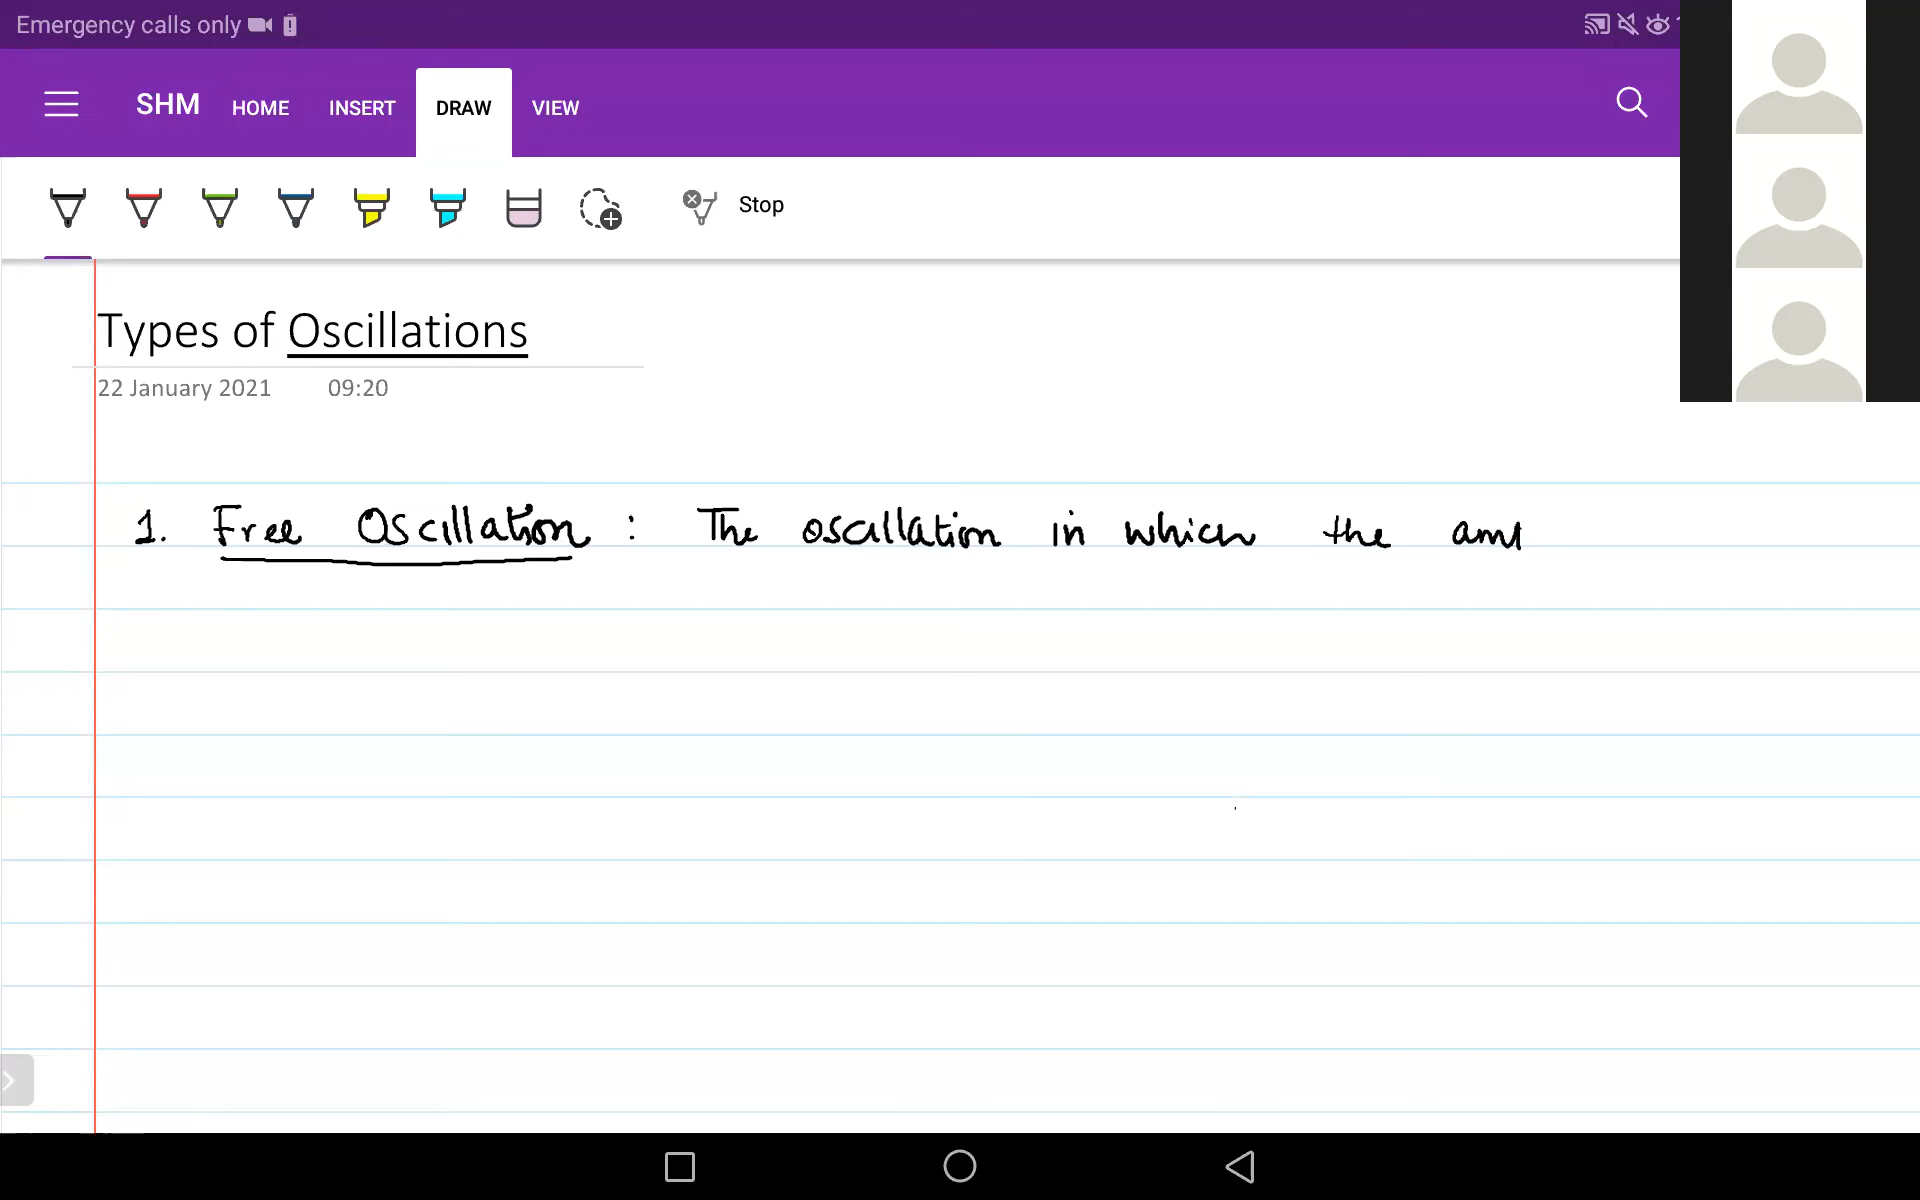 Emergency calls only
SHM HOME INSERT DRAW VIEW
Stop
Types of Oscillations
22 January 2021 09:20
1. Free Oscillation : The oscillation in which the am